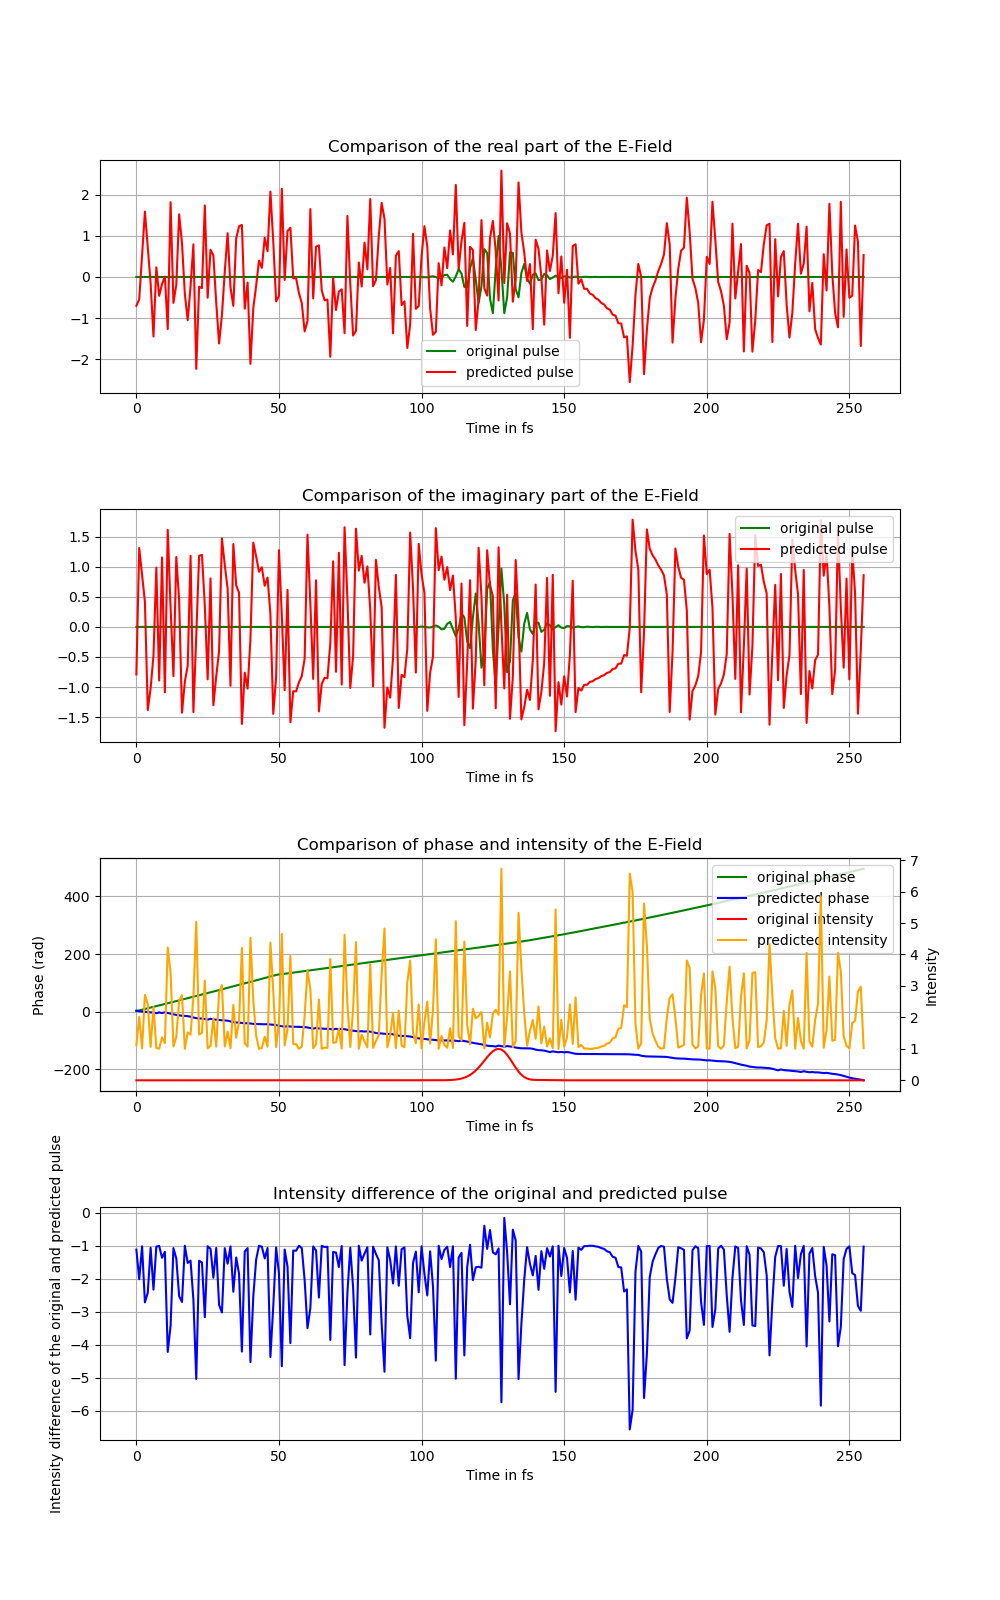 Comparison of the real part of the E-Field
2
1
0
−1
−2
original pulse
predicted pulse
0 50 100 150 200 250
Time in fs
Comparison of the imaginary part of the E-Field
1.5
1.0
0.5
0.0
−0.5
−1.0
−1.5
original pulse
predicted pulse
0 50 100 150 200 250
Time in fs
Comparison of phase and intensity of the E-Field
Phase (rad)
400
200
0
−200
original phase
predicted phase
original intensity
predicted intensity
7
6
5
4
3
2
1
0
Intensity
0 50 100 150 200 250
Time in fs
Intensity difference of the original and predicted pulse
Intensity difference of the original and predicted pulse
0
−1
−2
−3
−4
−5
−6
0 50 100 150 200 250
Time in fs